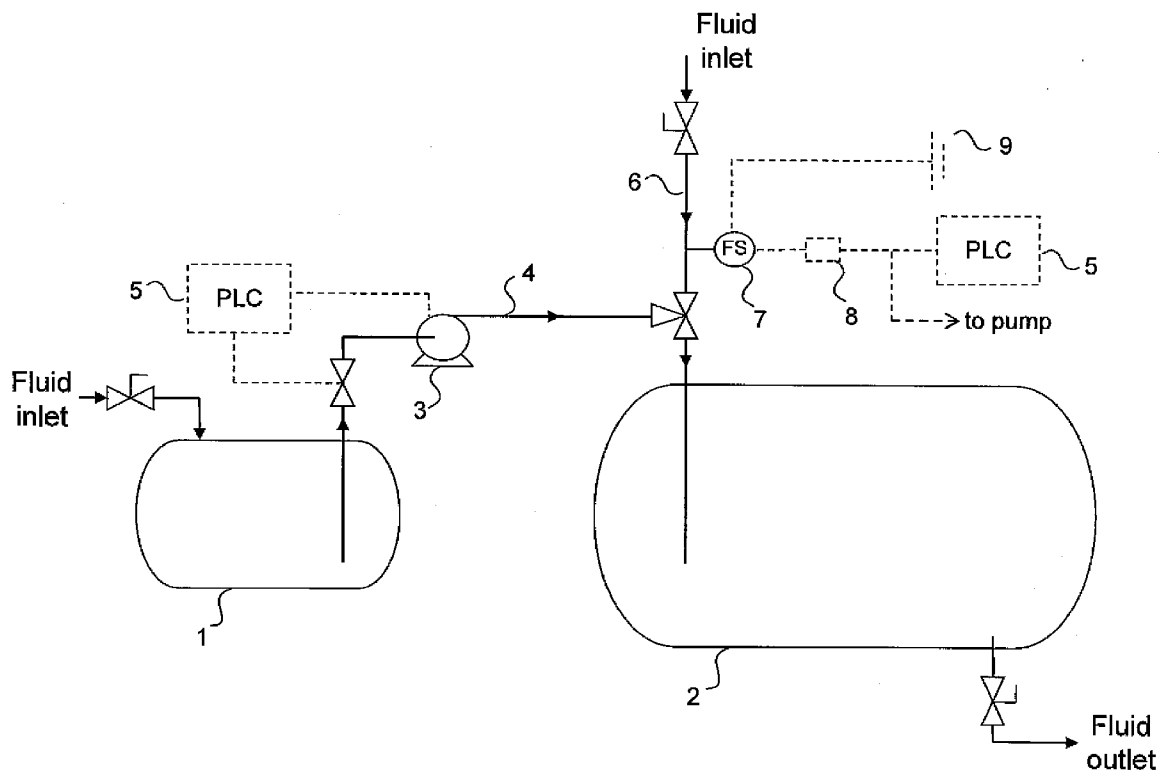 Fluid
inlet
9
6
FS
PLC
5
7
8
to pump
5
PLC
4
3
Fluid
inlet
1
2
Fluid
outlet